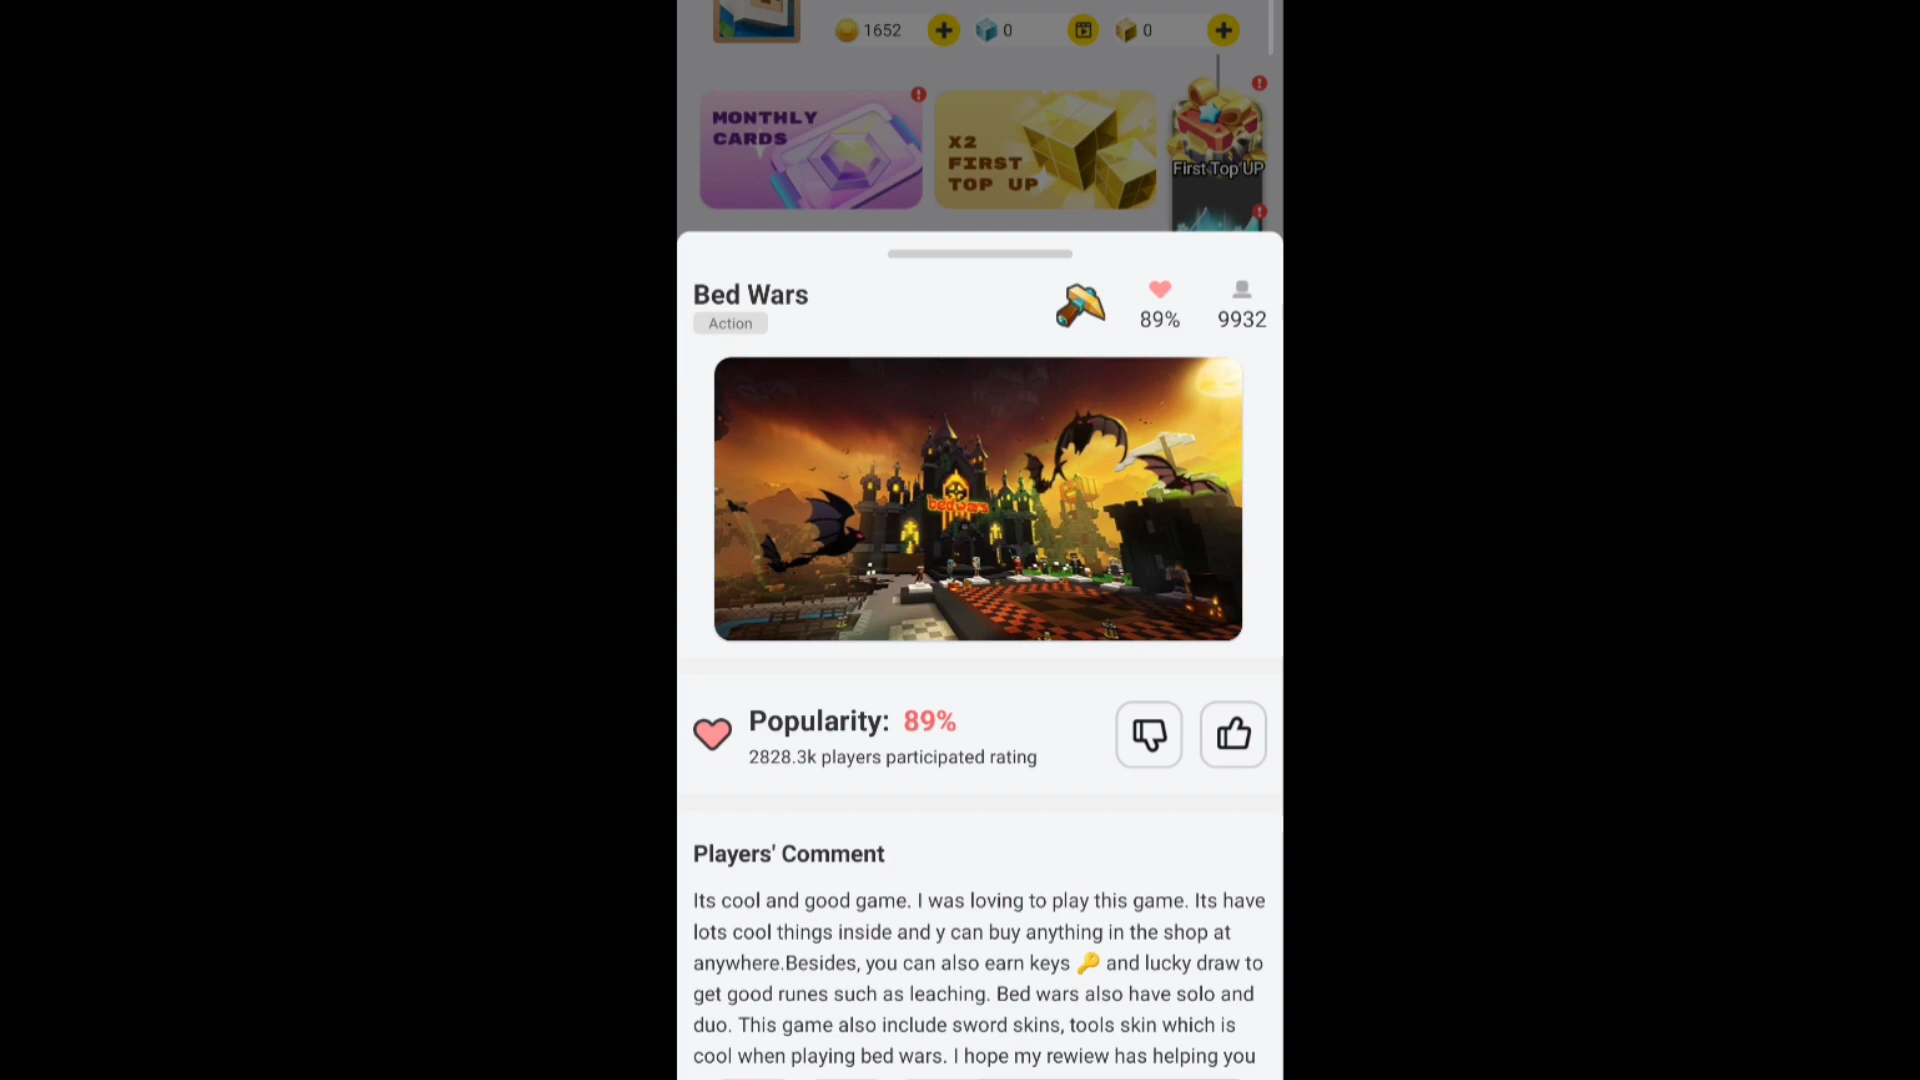 1652
0
0
MONTHLY
CARDS
X2
FIRST
TOP UP
First Top UP
Bed Wars
Action
89%
9932
bedwars
Popularity: 89%
2828.3k players participated rating
Players' Comment
Its cool and good game. I was loving to play this game. Its have
lots cool things inside and y can buy anything in the shop at
anywhere.Besides, you can also earn keys 🔑 and lucky draw to
get good runes such as leaching. Bed wars also have solo and
duo. This game also include sword skins, tools skin which is
cool when playing bed wars. I hope my rewiew has helping you